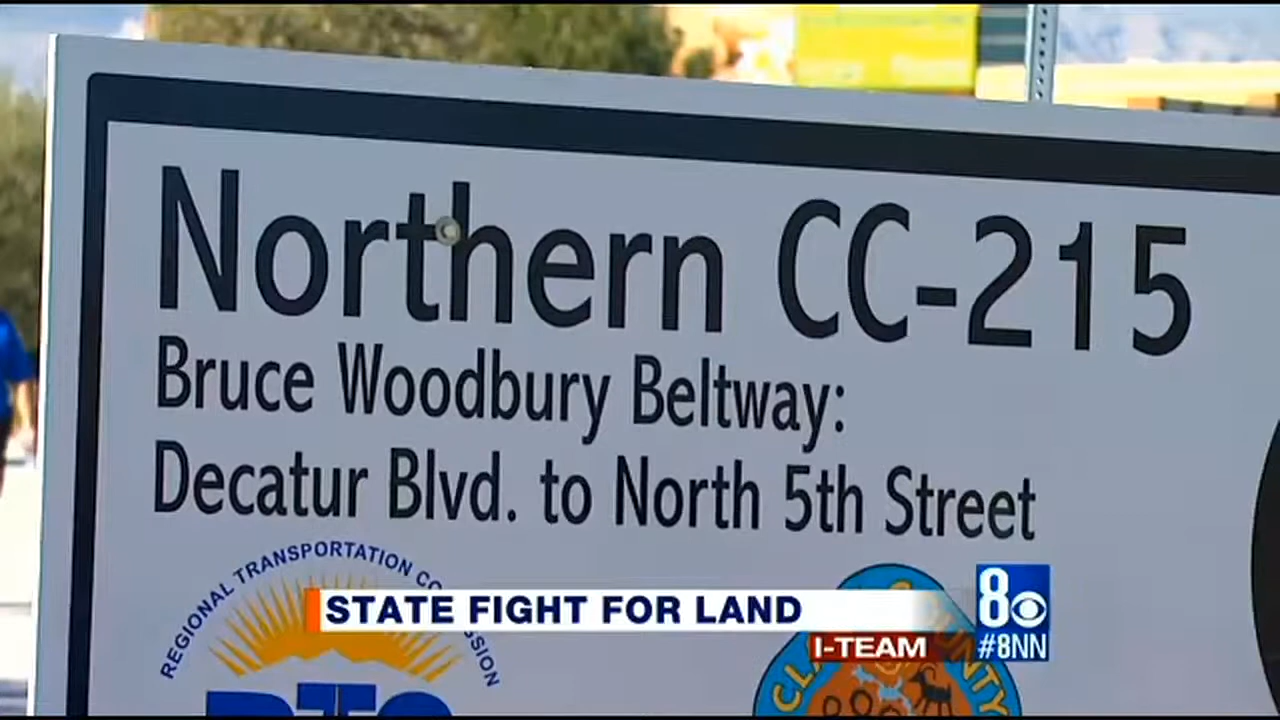 Northern CC-215
Bruce Woodbury Beltway:
Decatur Blvd. to North 5th Street
REGIONAL TRANSPORTATION
RTC
STATE FIGHT FOR LAND
I-TEAM
8
#8NN